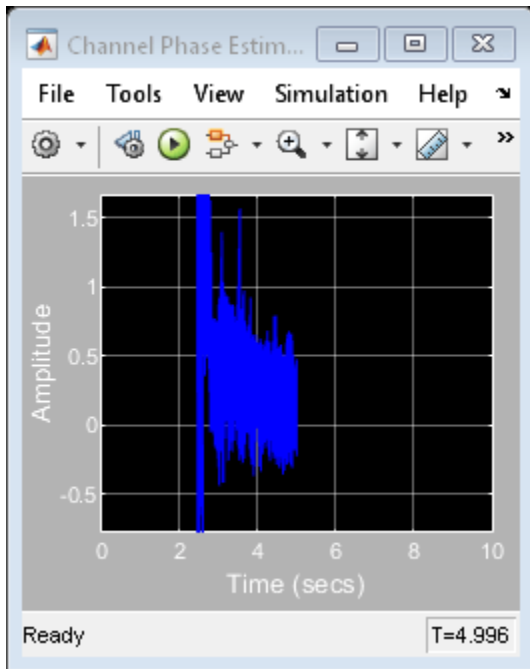 Channel Phase Estim...
File Tools View Simulation Help
1.5
1
0.5
0
-0.5
Amplitude
0 2 4 6 8 10
Time (secs)
Ready T=4.996